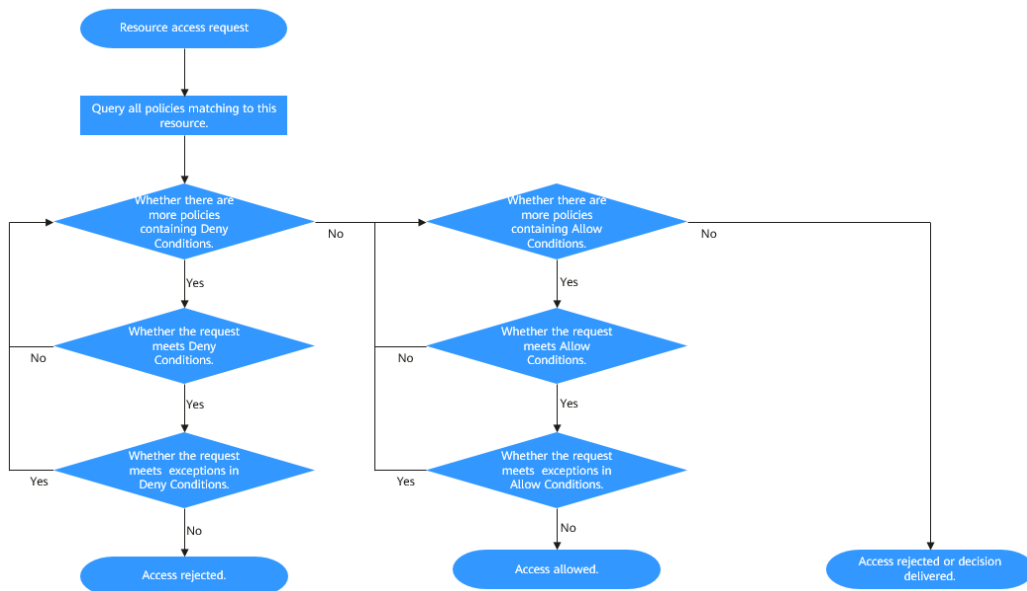 Resource access request
Query all policies matching to this
resource.
Whether there are
more policies
containing Deny
Conditions.
No
Whether there are
more policies
containing Allow
Conditions.
No
Yes
Yes
Whether the request
meets Deny
Conditions.
No
Whether the request
meets Allow
Conditions.
No
Yes
Yes
Whether the request
meets exceptions in
Deny Conditions.
Yes
Whether the request
meets exceptions in
Allow Conditions.
Yes
No
No
Access rejected.
Access allowed.
Access rejected or decision
delivered.